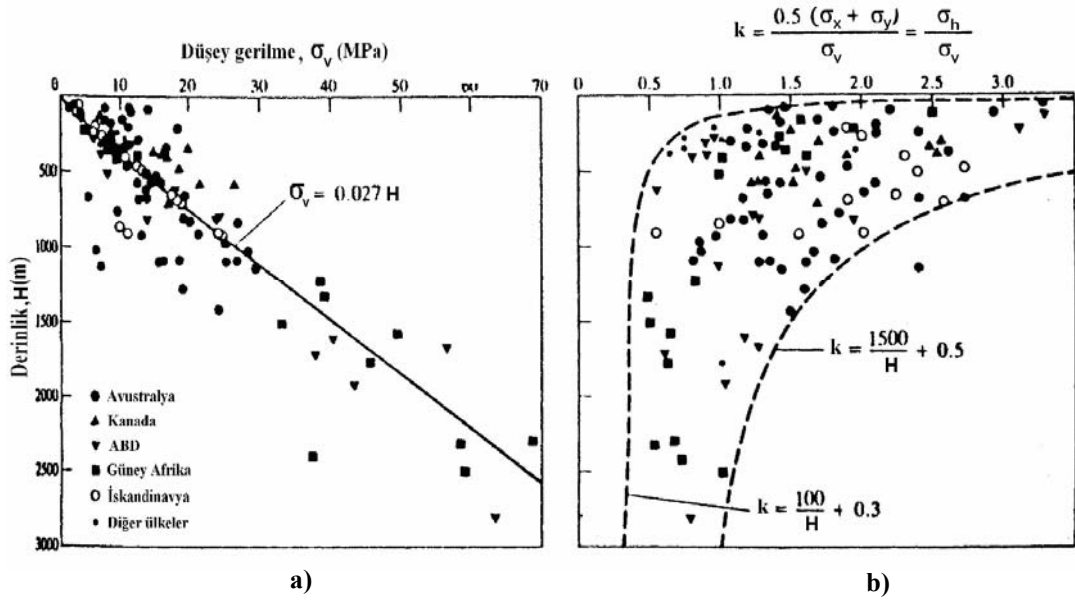 Düşey gerilme, σv (MPa)
0 10 20 30 40 50 60 70
500
1000
1500
2000
2500
3000
Derinlik, H(m)
σv = 0.027 H
Avustralya
Kanada
ABD
Güney Afrika
İskandinavya
Diğer ülkeler
a)
k = 0.5 (σx + σy) / σv = σh / σv
0 0.5 1.0 1.5 2.0 2.5 3.0
k = 1500 / H + 0.5
k = 100 / H + 0.3
b)